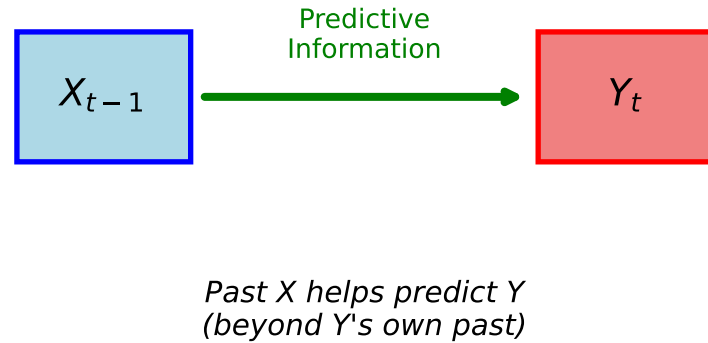 Predictive
Information
X_{t-1}
Y_t
Past X helps predict Y
(beyond Y's own past)